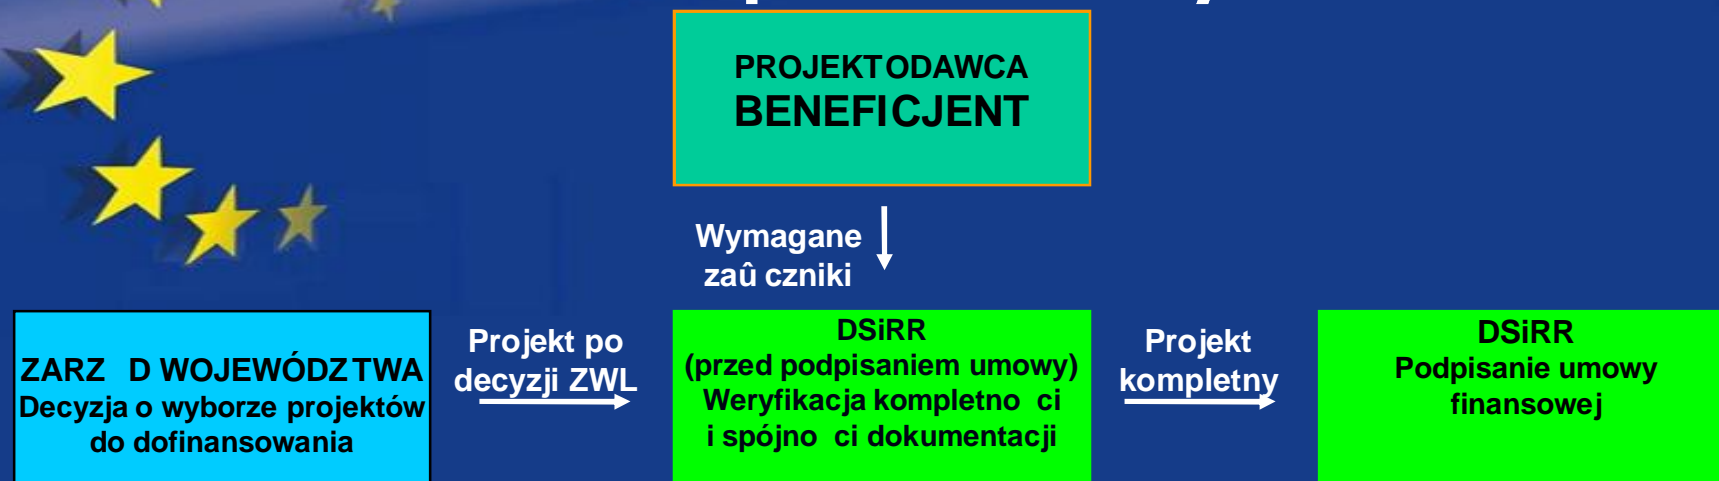 PROJEKTODAWCA
BENEFICJENT
Wymagane
zaû czniki
ZARZ D WOJEWÓDZTWA
Decyzja o wyborze projektów
do dofinansowania
Projekt po
decyzji ZWL
DSiRR
(przed podpisaniem umowy)
Weryfikacja kompletno ci
i spójno ci dokumentacji
Projekt
kompletny
DSiRR
Podpisanie umowy
finansowej